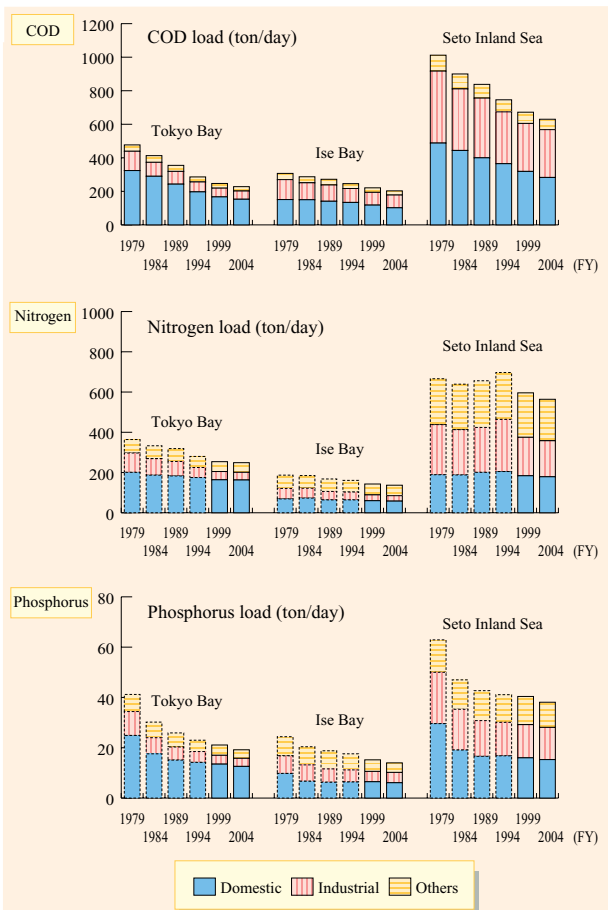 COD
COD load (ton/day)
1200
1000
800
600
400
200
0
Tokyo Bay
Ise Bay
Seto Inland Sea
1979 1989 1999 1979 1989 1999 1979 1989 1999
1984 1994 2004 1984 1994 2004 1984 1994 2004 (FY)
Nitrogen
Nitrogen load (ton/day)
1000
800
600
400
200
0
Seto Inland Sea
Tokyo Bay
Ise Bay
1979 1989 1999 1979 1989 1999 1979 1989 1999
1984 1994 2004 1984 1994 2004 1984 1994 2004 (FY)
Phosphorus
Phosphorus load (ton/day)
80
60
40
20
0
Seto Inland Sea
Tokyo Bay
Ise Bay
1979 1989 1999 1979 1989 1999 1979 1989 1999
1984 1994 2004 1984 1994 2004 1984 1994 2004 (FY)
Domestic Industrial Others